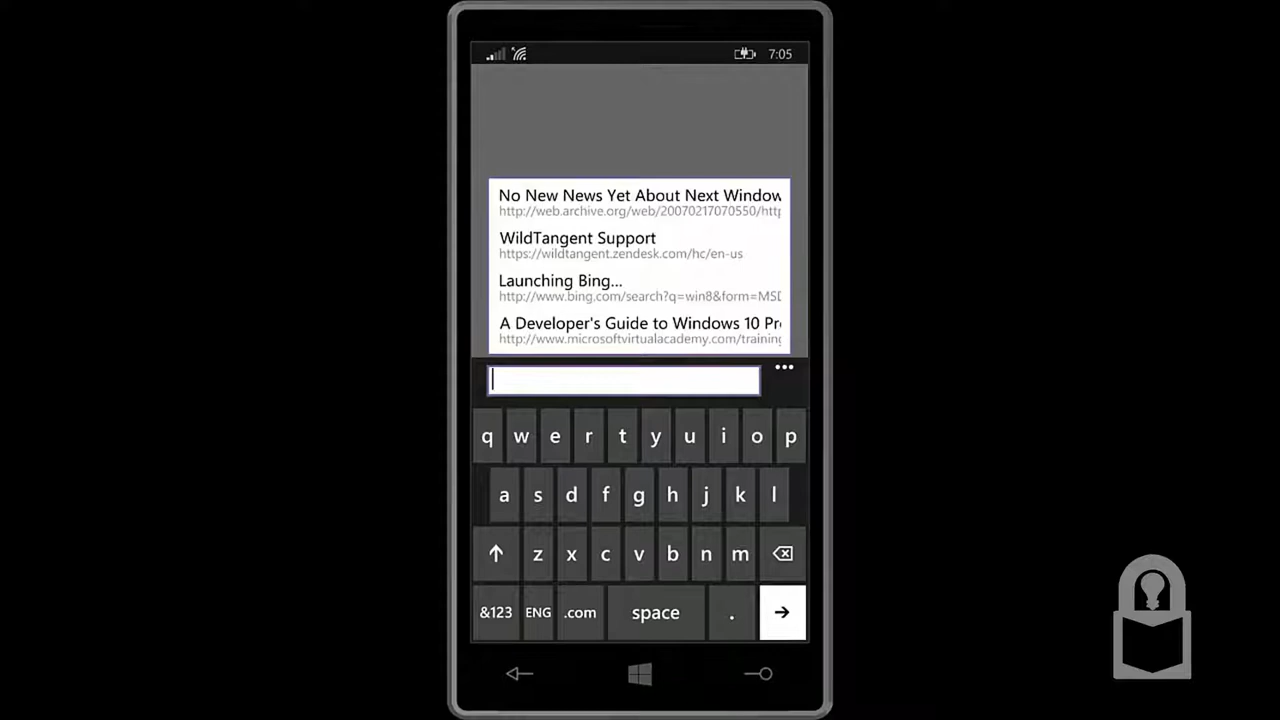 7:05
No New News Yet About Next Window
http://web.archive.org/web/20070217070550/http
WildTangent Support
https://wildtangent.zendesk.com/hc/en-us
Launching Bing...
http://www.bing.com/search?q=win8&form=MSD
A Developer's Guide to Windows 10 Pr
http://www.microsoftvirtualacademy.com/training
q w e r t y u i o p
a s d f g h j k l
z x c v b n m
&123 ENG .com space .